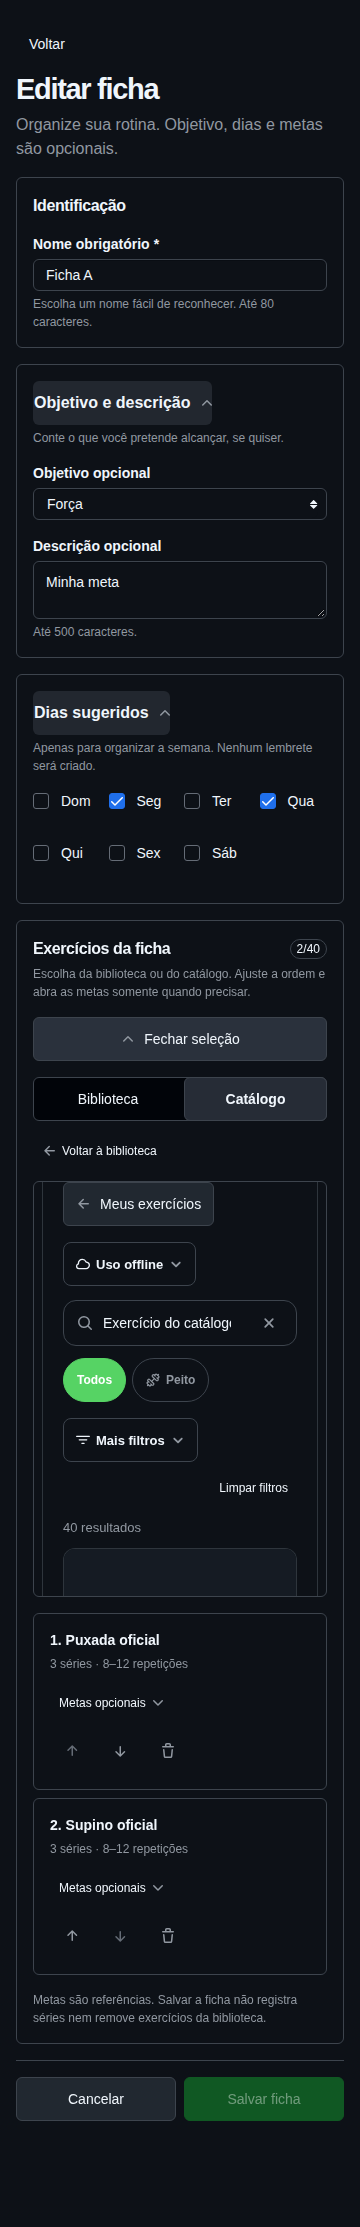 Voltar
Editar ficha
Organize sua rotina. Objetivo, dias e metas
são opcionais.
Identificação
Nome obrigatório *
Ficha A
Escolha um nome fácil de reconhecer. Até 80
caracteres.
Objetivo e descrição
Conte o que você pretende alcançar, se quiser.
Objetivo opcional
Força
Descrição opcional
Minha meta
Até 500 caracteres.
Dias sugeridos
Apenas para organizar a semana. Nenhum lembrete
será criado.
Dom Seg Ter Qua
Qui Sex Sáb
Exercícios da ficha 2/40
Escolha da biblioteca ou do catálogo. Ajuste a ordem e
abra as metas somente quando precisar.
Fechar seleção
Biblioteca Catálogo
Voltar à biblioteca
Meus exercícios
Uso offline
Exercício do catálogo
Todos Peito
Mais filtros
Limpar filtros
40 resultados
1. Puxada oficial
3 séries · 8–12 repetições
Metas opcionais
2. Supino oficial
3 séries · 8–12 repetições
Metas opcionais
Metas são referências. Salvar a ficha não registra
séries nem remove exercícios da biblioteca.
Cancelar Salvar ficha